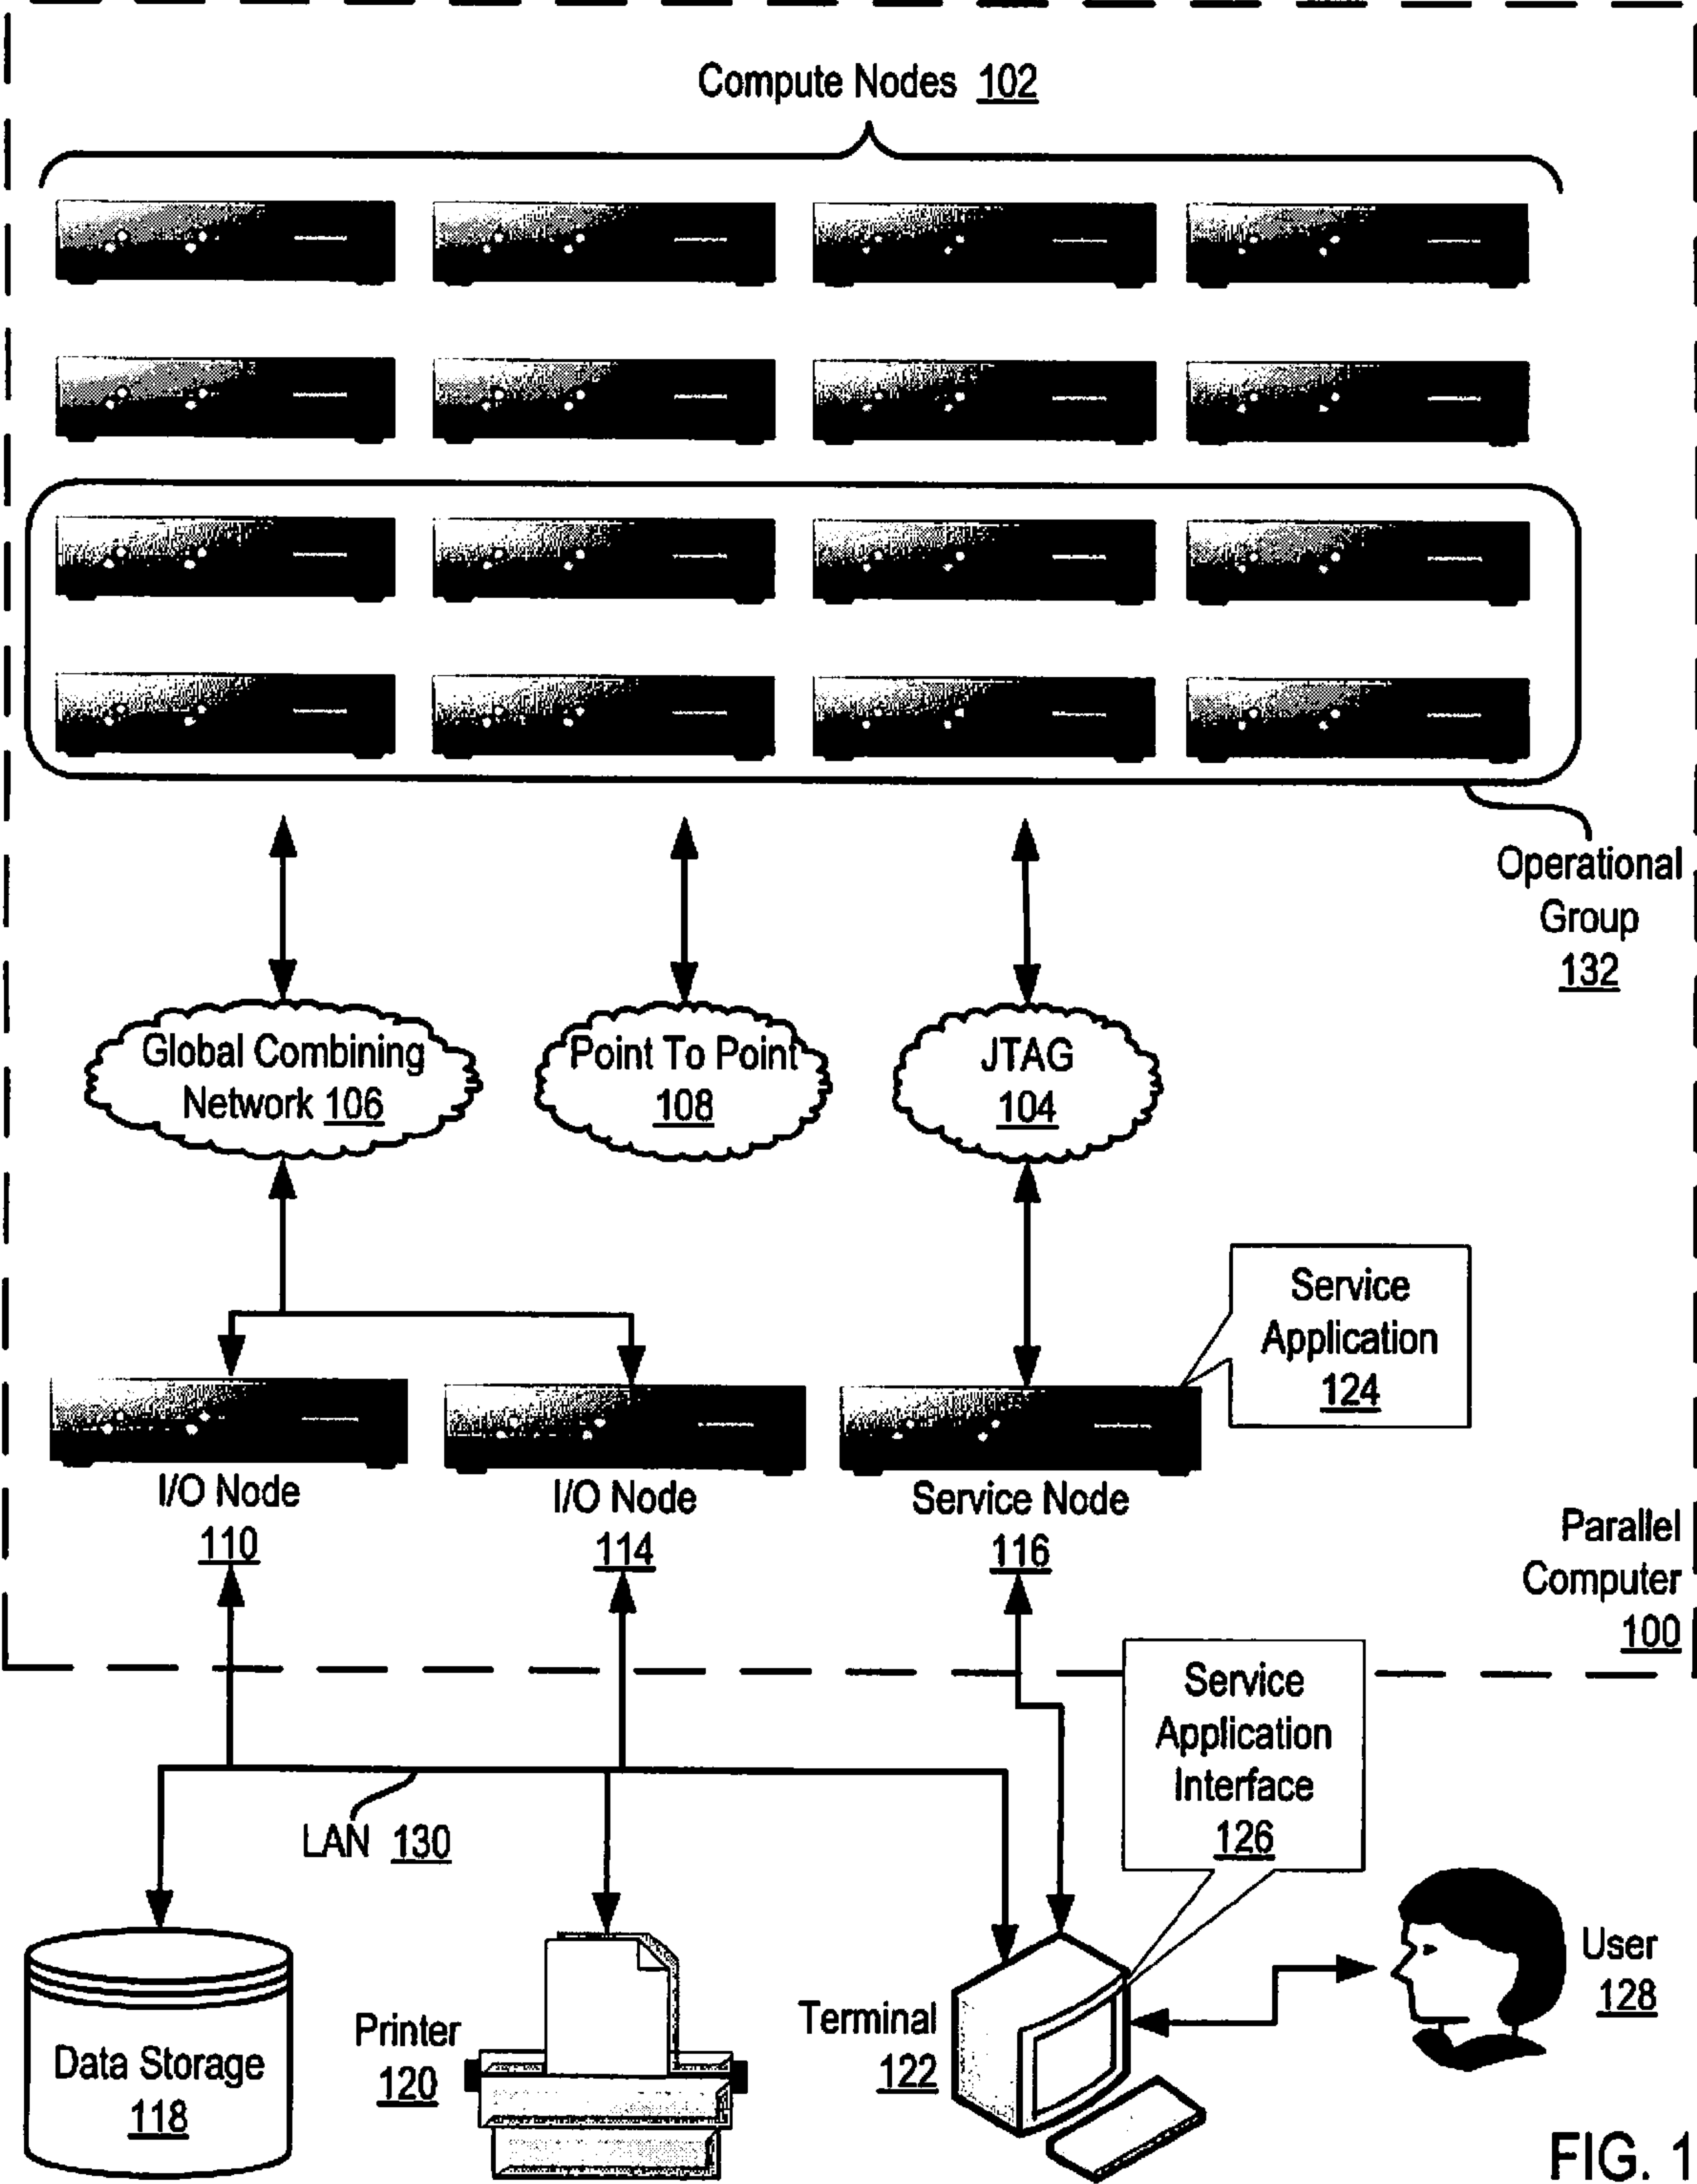 Compute Nodes 102
Operational
Group
132
Global Combining
Network 106
Point To Point
108
JTAG
104
Service
Application
124
I/O Node
110
I/O Node
114
Service Node
116
Parallel
Computer
100
Service
Application
Interface
126
LAN 130
Data Storage
118
Printer
120
Terminal
122
User
128
FIG. 1